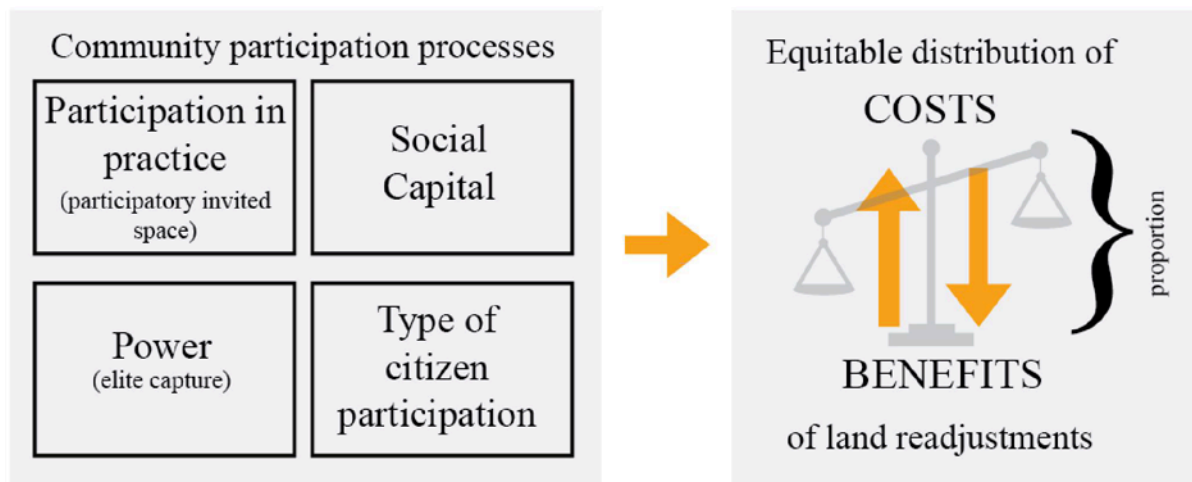 Community participation processes
Participation in
practice
(participatory invited
space)
Social
Capital
Power
(elite capture)
Type of
citizen
participation
Equitable distribution of
COSTS
proportion
BENEFITS
of land readjustments